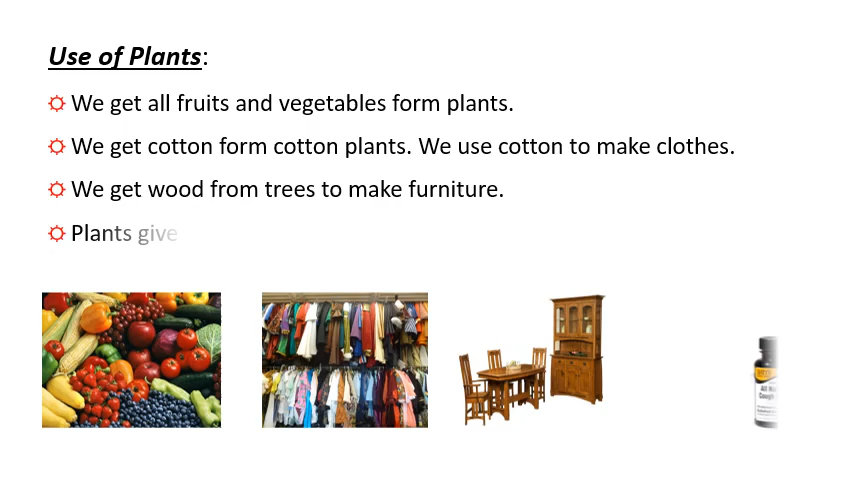 Use of Plants:
We get all fruits and vegetables form plants.
We get cotton form cotton plants. We use cotton to make clothes.
We get wood from trees to make furniture.
Plants give